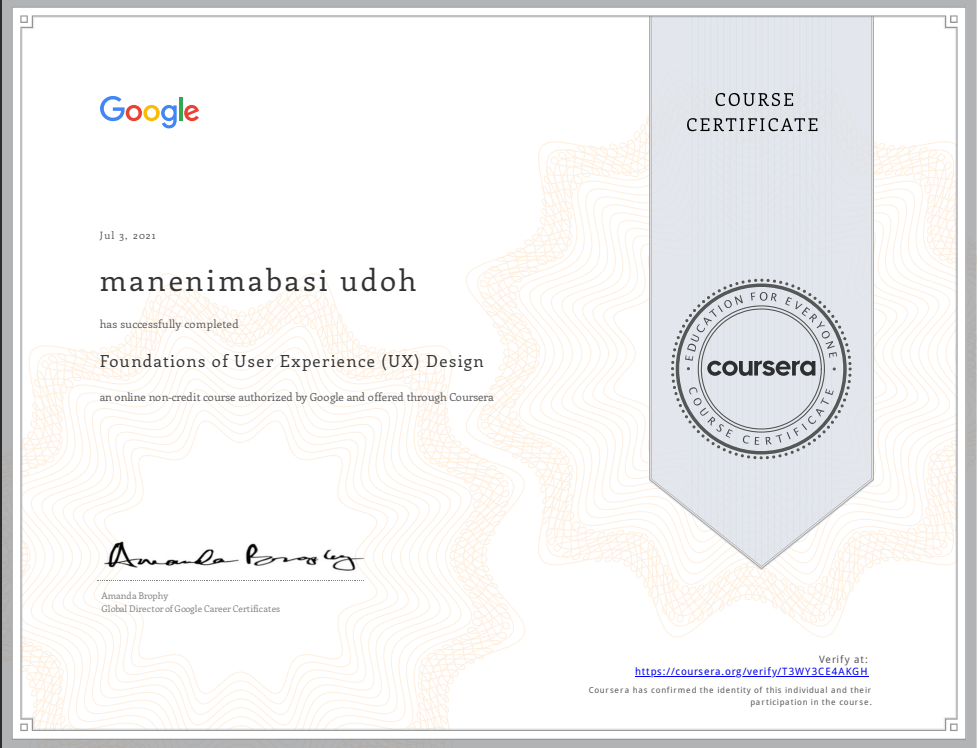 Google
COURSE
CERTIFICATE
Jul 3, 2021
manenimabasi udoh
has successfully completed
Foundations of User Experience (UX) Design
an online non-credit course authorized by Google and offered through Coursera
EDUCATION FOR EVERYONE
coursera
COURSE CERTIFICATE
Amanda Brophy
Amanda Brophy
Global Director of Google Career Certificates
Verify at:
https://coursera.org/verify/T3WY3CE4AKGH
Coursera has confirmed the identity of this individual and their
participation in the course.